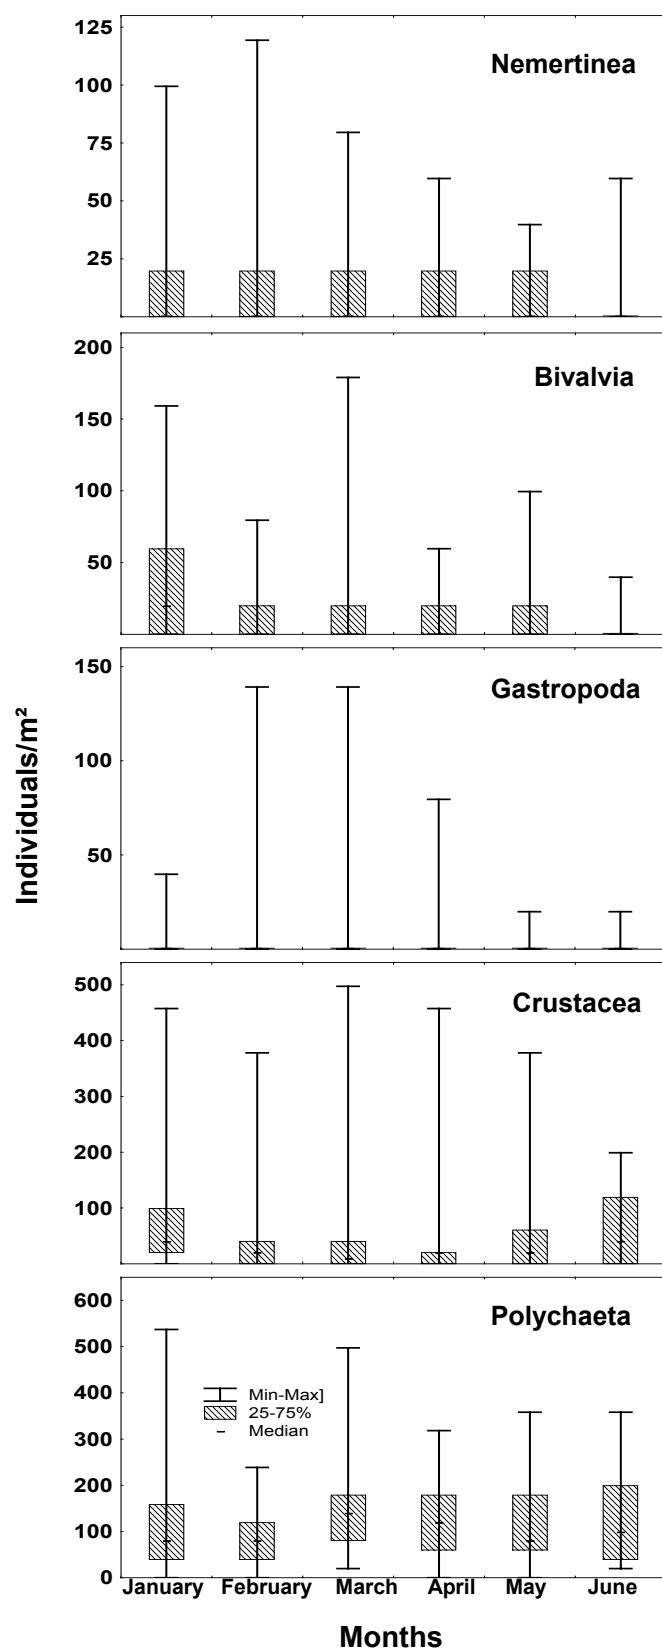 Nemertinea
125
100
75
50
25
Bivalvia
200
150
100
50
Gastropoda
150
100
50
Individuals/m²
Crustacea
500
400
300
200
100
Polychaeta
600
500
400
300
200
100
0
Min-Max]
25-75%
Median
January February March April May June
Months